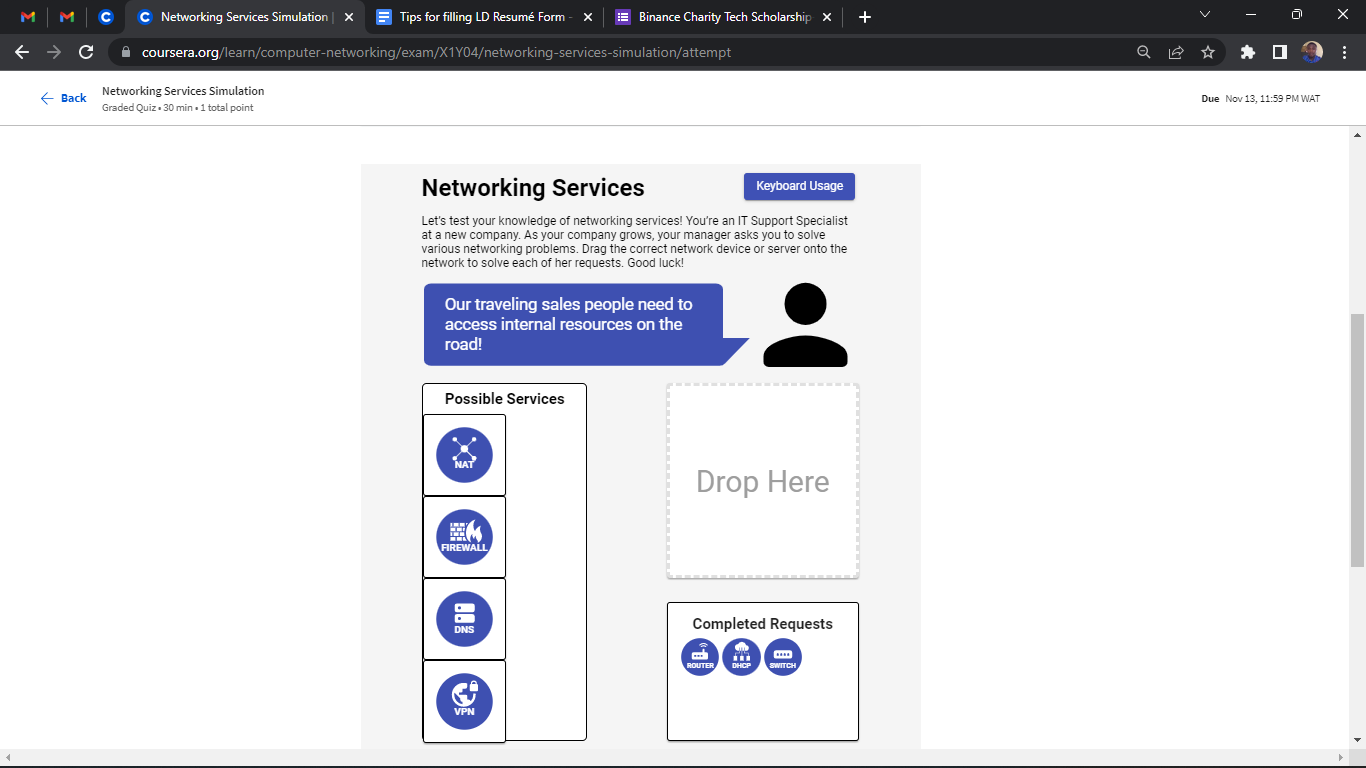 Networking Services Simulation |
Tips for filling LD Resumé Form -
Binance Charity Tech Scholarship
coursera.org/learn/computer-networking/exam/X1Y04/networking-services-simulation/attempt
Back
Networking Services Simulation
Graded Quiz • 30 min • 1 total point
Due Nov 13, 11:59 PM WAT
Networking Services
Keyboard Usage
Let's test your knowledge of networking services! You're an IT Support Specialist
at a new company. As your company grows, your manager asks you to solve
various networking problems. Drag the correct network device or server onto the
network to solve each of her requests. Good luck!
Our traveling sales people need to
access internal resources on the
road!
Possible Services
NAT
FIREWALL
DNS
VPN
Drop Here
Completed Requests
ROUTER
DHCP
SWITCH